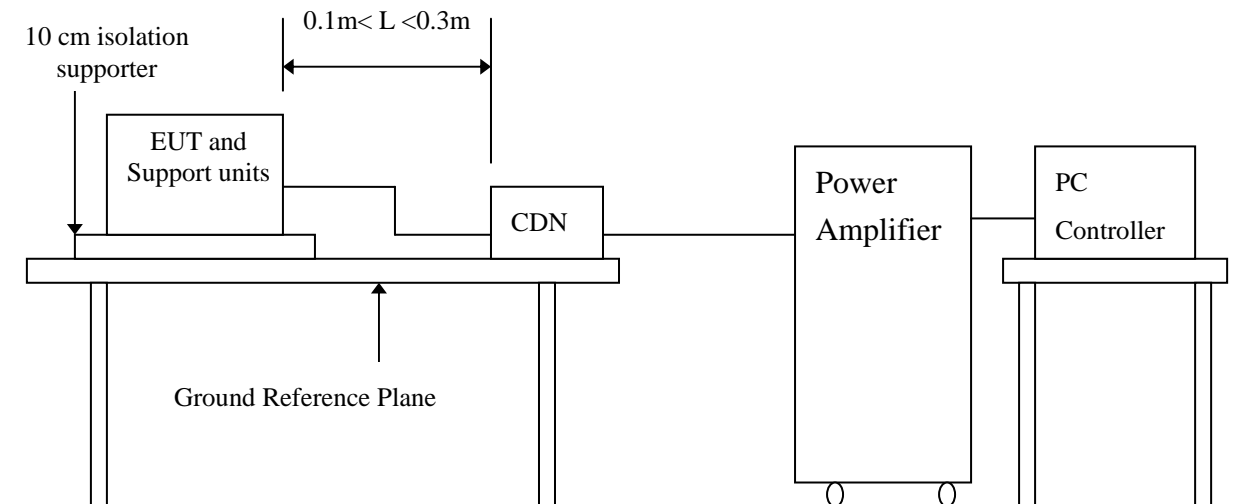 10 cm isolation
supporter
0.1m< L <0.3m
EUT and
Support units
CDN
Power
Amplifier
PC
Controller
Ground Reference Plane